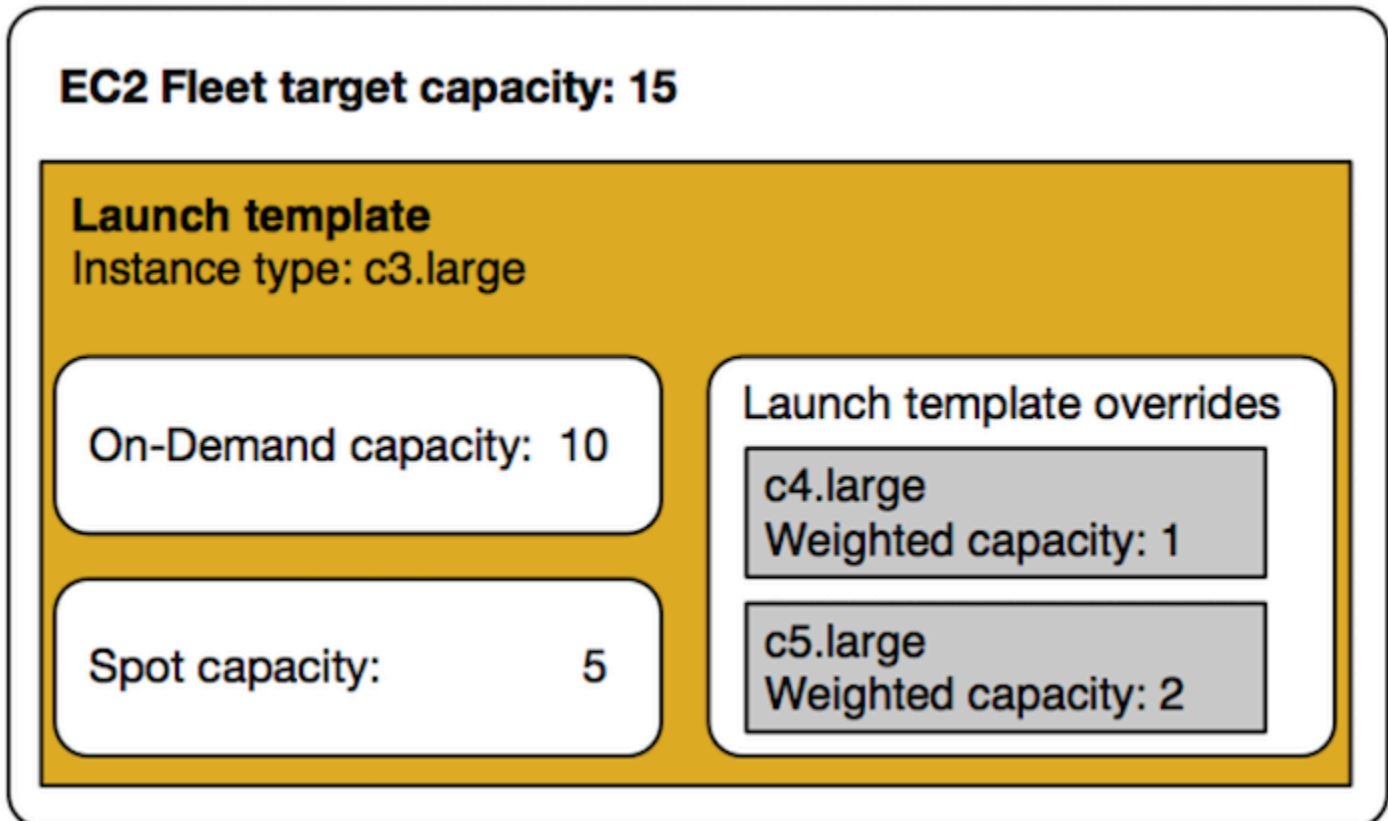 EC2 Fleet target capacity: 15
Launch template
Instance type: c3.large
On-Demand capacity: 10
Spot capacity: 5
Launch template overrides
c4.large
Weighted capacity: 1
c5.large
Weighted capacity: 2